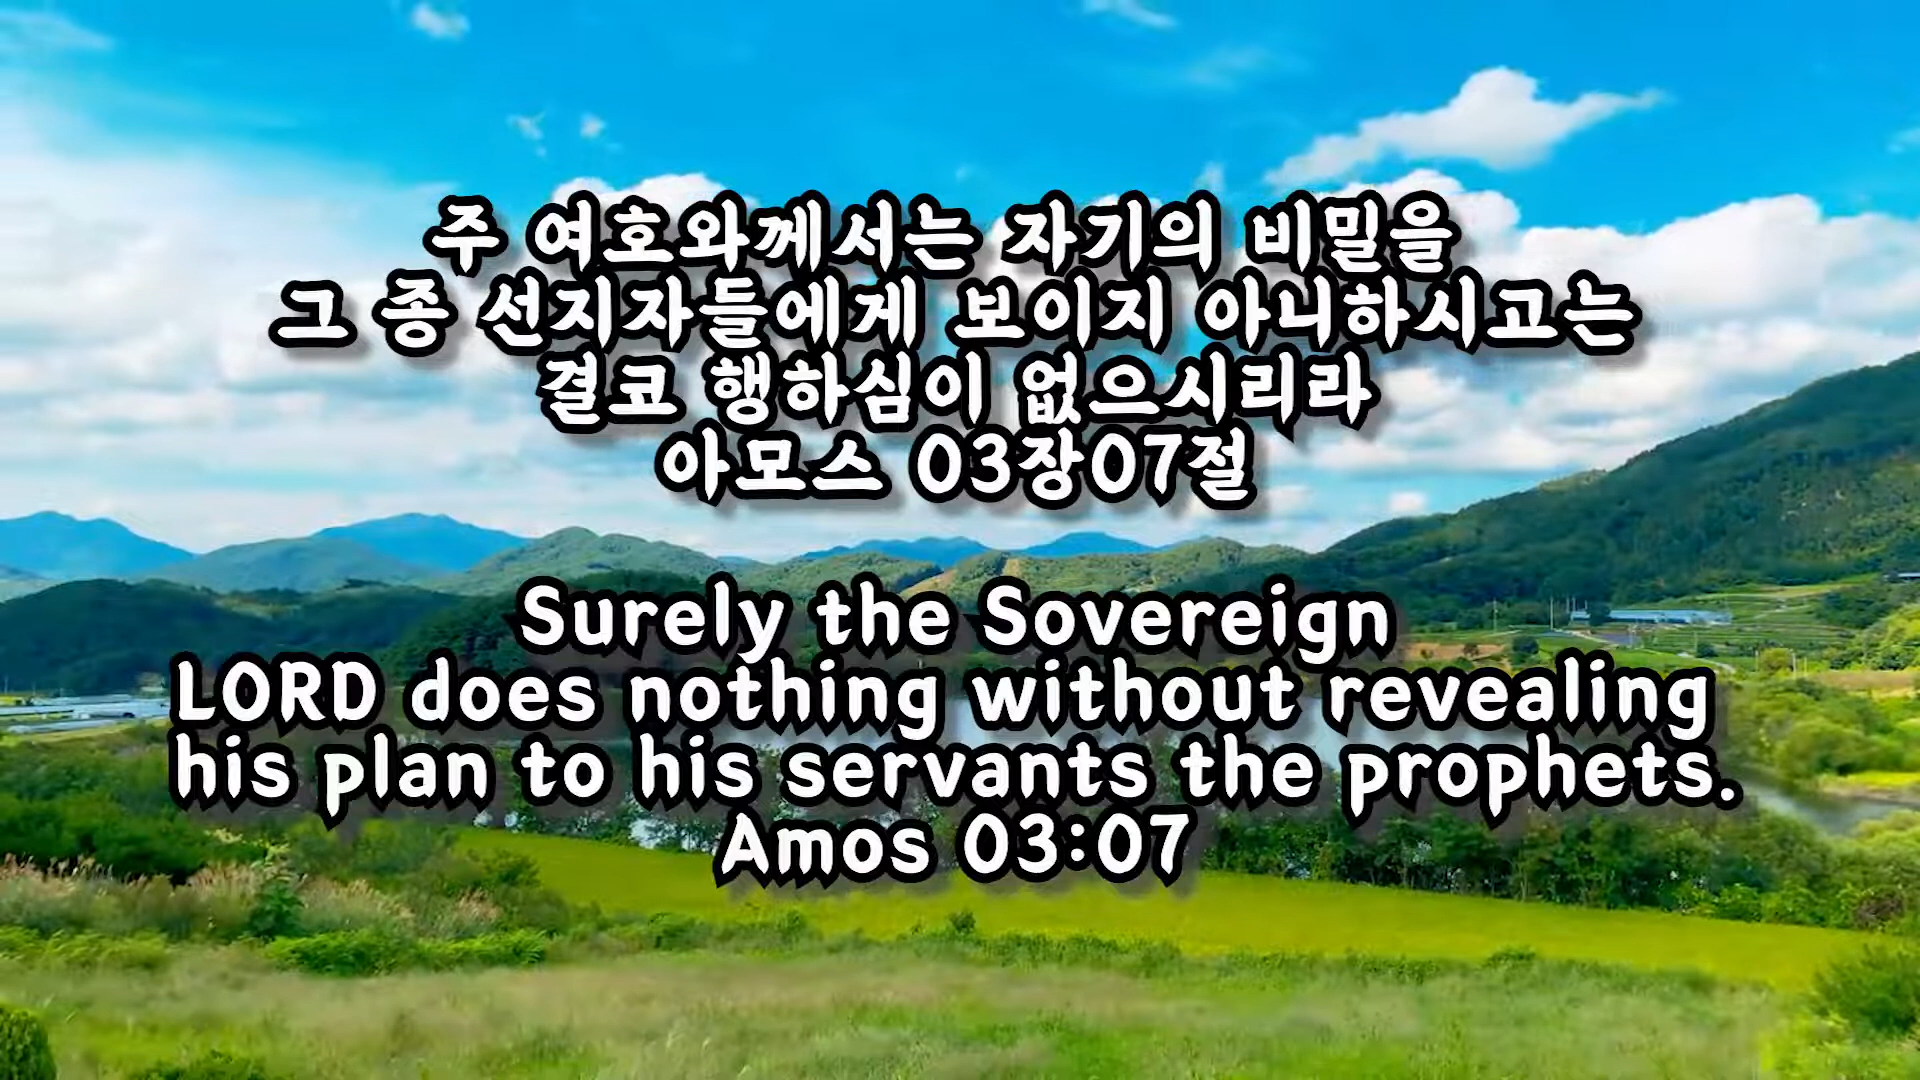 주 여호와께서는 자기의 비밀을
그 종 선지자들에게 보이지 아니하시고는
결코 행하심이 없으시리라
아모스 03장07절
Surely the Sovereign
LORD does nothing without revealing
his plan to his servants the prophets.
Amos 03:07